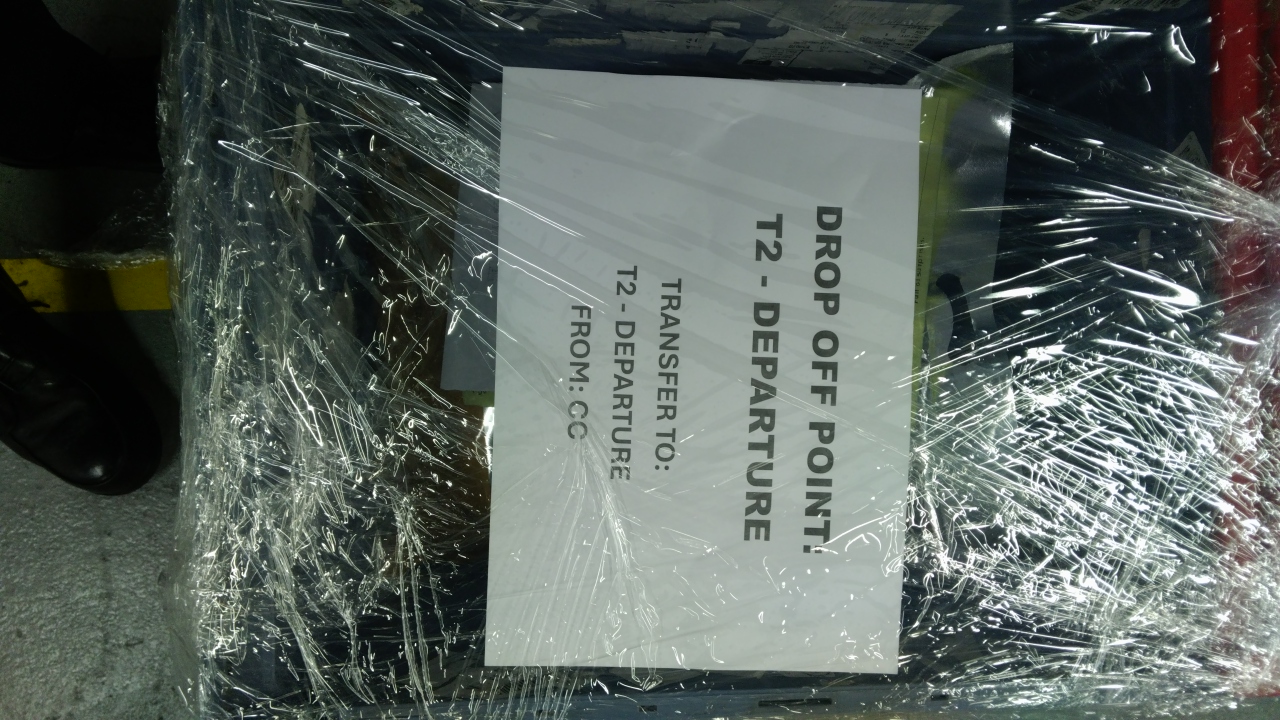 DROP OFF POINT:
T2 - DEPARTURE
TRANSFER TO:
T2 - DEPARTURE
FROM: CC